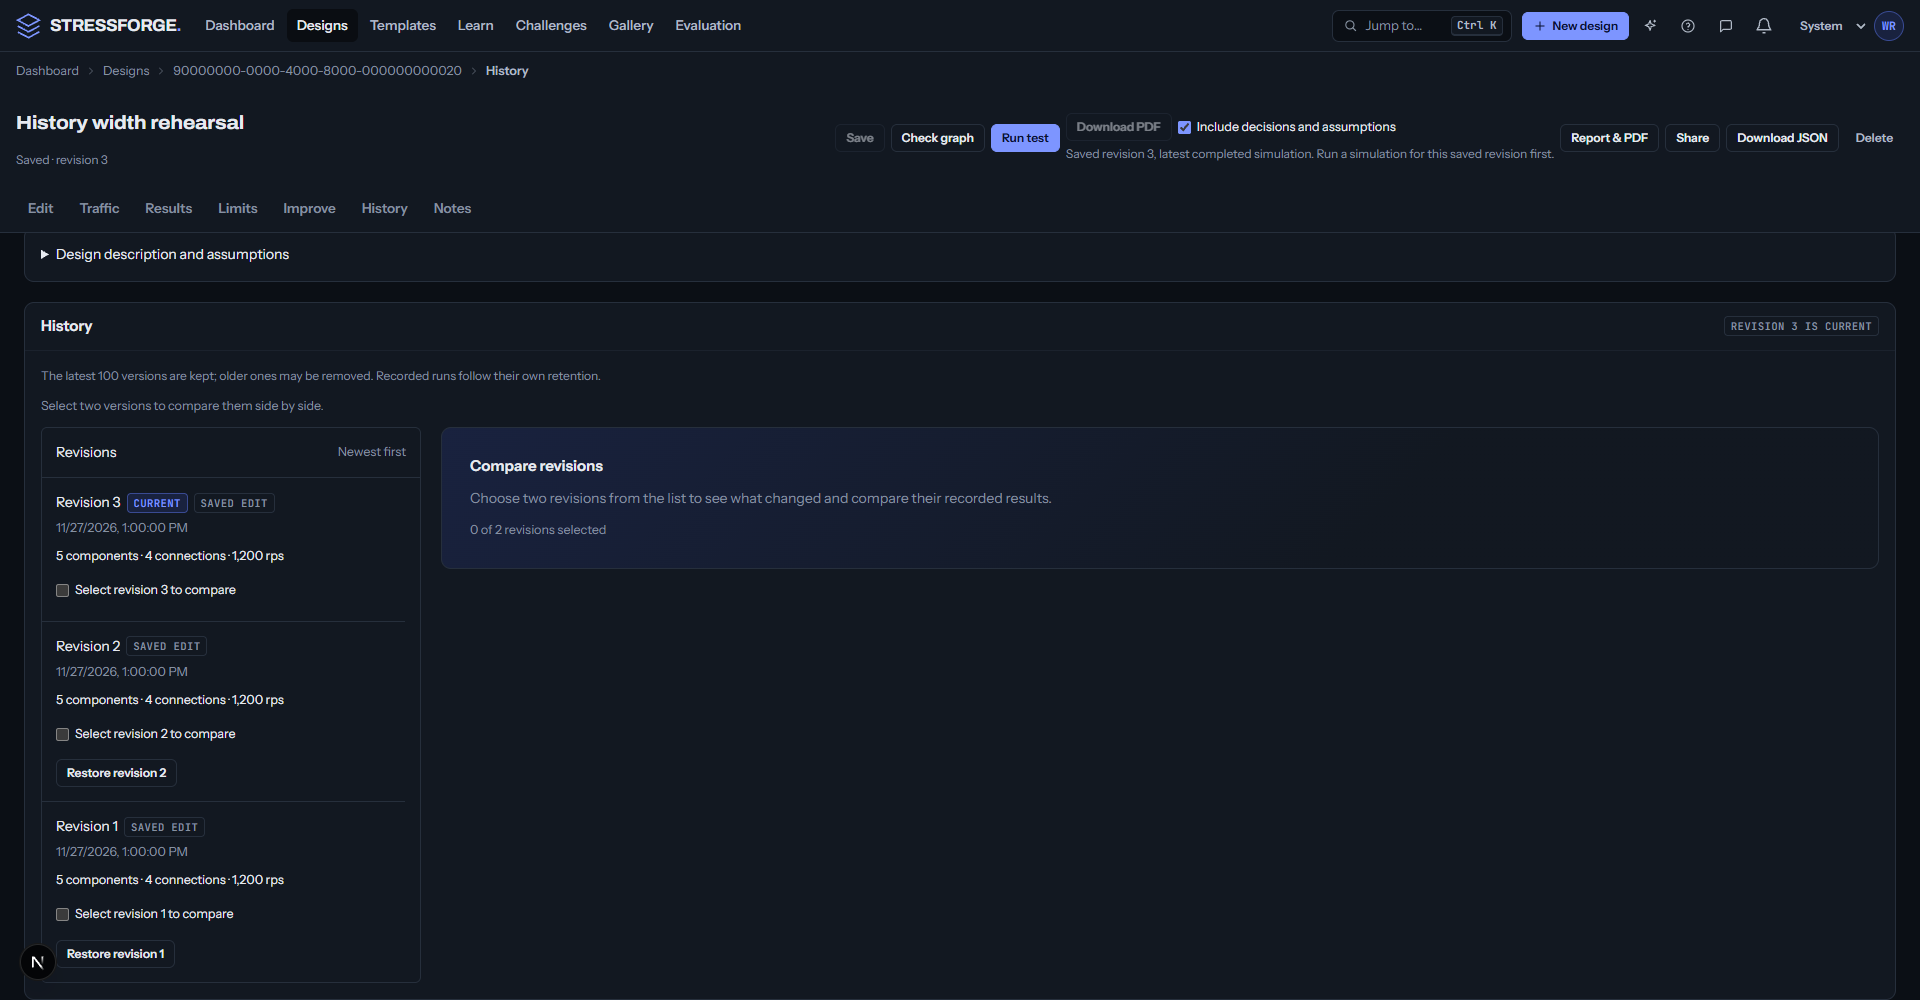 STRESSFORGE.
Dashboard Designs Templates Learn Challenges Gallery Evaluation
Jump to... Ctrl K
New design
System
WR
Dashboard > Designs > 90000000-0000-4000-8000-000000000020 > History
History width rehearsal
Saved · revision 3
Save Check graph Run test Download PDF Include decisions and assumptions
Saved revision 3, latest completed simulation. Run a simulation for this saved revision first.
Report & PDF Share Download JSON Delete
Edit Traffic Results Limits Improve History Notes
Design description and assumptions
History
REVISION 3 IS CURRENT
The latest 100 versions are kept; older ones may be removed. Recorded runs follow their own retention.
Select two versions to compare them side by side.
Revisions Newest first
Revision 3 CURRENT SAVED EDIT
11/27/2026, 1:00:00 PM
5 components · 4 connections · 1,200 rps
Select revision 3 to compare
Revision 2 SAVED EDIT
11/27/2026, 1:00:00 PM
5 components · 4 connections · 1,200 rps
Select revision 2 to compare
Restore revision 2
Revision 1 SAVED EDIT
11/27/2026, 1:00:00 PM
5 components · 4 connections · 1,200 rps
Select revision 1 to compare
Restore revision 1
N
Compare revisions
Choose two revisions from the list to see what changed and compare their recorded results.
0 of 2 revisions selected